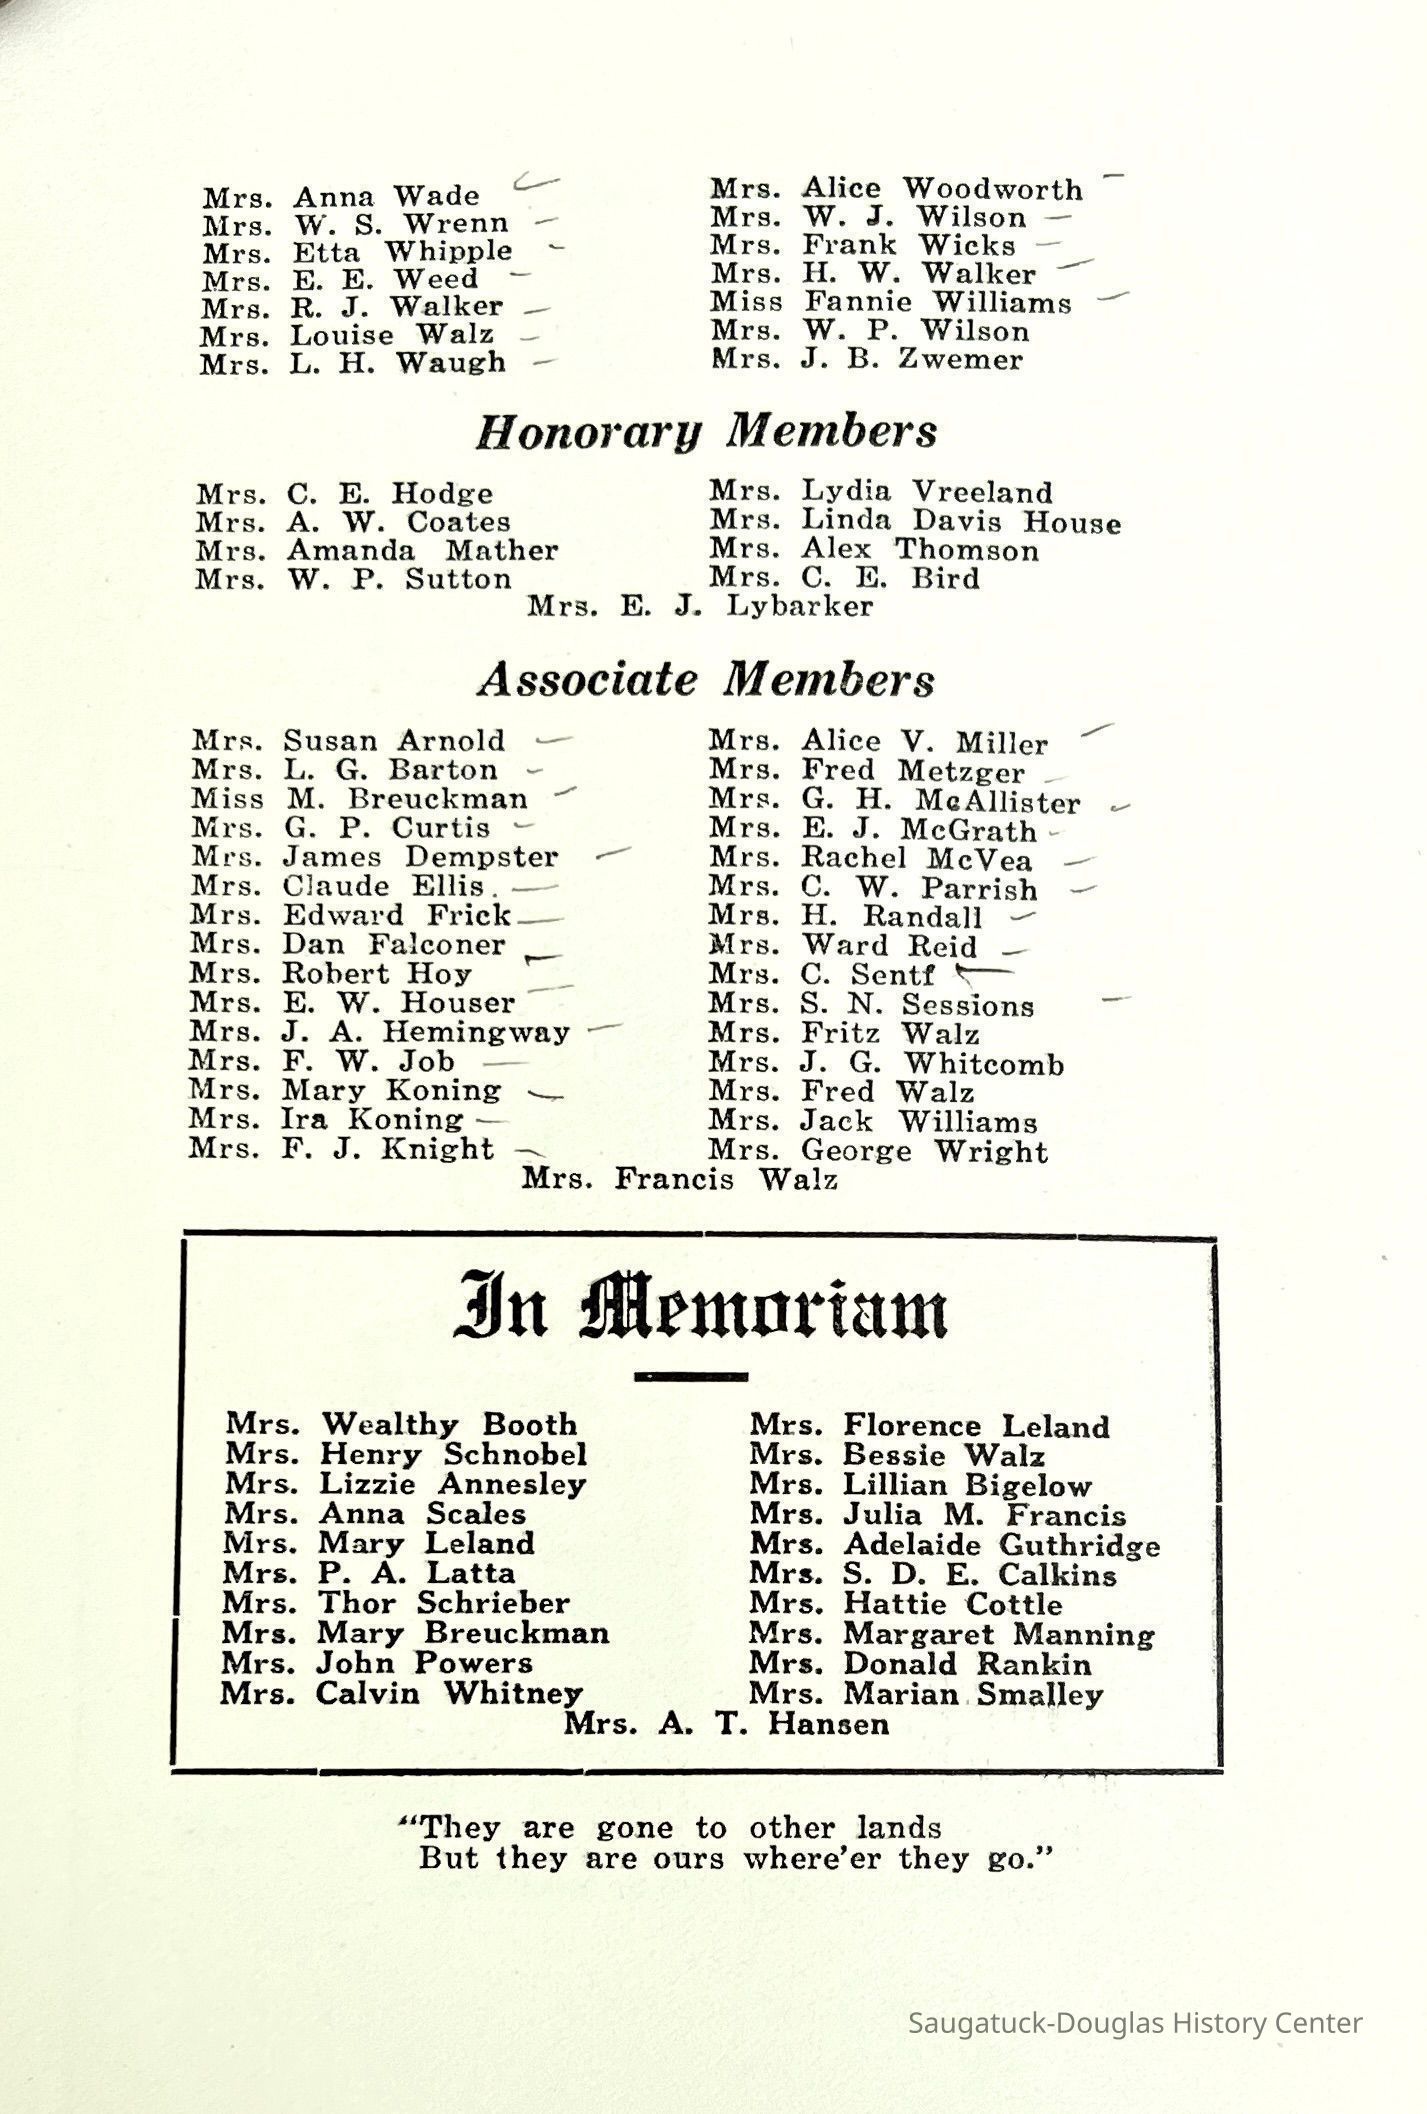 Mrs. Anna Wade
Mrs. W. S. Wrenn
Mrs. Etta Whipple
Mrs. E. E. Weed
Mrs. R. J. Walker
Mrs. Louise Walz
Mrs. L. H. Waugh
Mrs. Alice Woodworth
Mrs. W. J. Wilson
Mrs. Frank Wicks
Mrs. H. W. Walker
Miss Fannie Williams
Mrs. W. P. Wilson
Mrs. J. B. Zwemer
Honorary Members
Mrs. C. E. Hodge
Mrs. A. W. Coates
Mrs. Amanda Mather
Mrs. W. P. Sutton
Mrs. Lydia Vreeland
Mrs. Linda Davis House
Mrs. Alex Thomson
Mrs. C. E. Bird
Mrs. E. J. Lybarker
Associate Members
Mrs. Susan Arnold
Mrs. L. G. Barton
Miss M. Breuckman
Mrs. G. P. Curtis
Mrs. James Dempster
Mrs. Claude Ellis.
Mrs. Edward Frick
Mrs. Dan Falconer
Mrs. Robert Hoy
Mrs. E. W. Houser
Mrs. J. A. Hemingway
Mrs. F. W. Job
Mrs. Mary Koning
Mrs. Ira Koning
Mrs. F. J. Knight
Mrs. Alice V. Miller
Mrs. Fred Metzger
Mrs. G. H. McAllister
Mrs. E. J. McGrath
Mrs. Rachel McVea
Mrs. C. W. Parrish
Mrs. H. Randall
Mrs. Ward Reid
Mrs. C. Sentf
Mrs. S. N. Sessions
Mrs. Fritz Walz
Mrs. J. G. Whitcomb
Mrs. Fred Walz
Mrs. Jack Williams
Mrs. George Wright
Mrs. Francis Walz
In Memoriam
Mrs. Wealthy Booth
Mrs. Henry Schnobel
Mrs. Lizzie Annesley
Mrs. Anna Scales
Mrs. Mary Leland
Mrs. P. A. Latta
Mrs. Thor Schrieber
Mrs. Mary Breuckman
Mrs. John Powers
Mrs. Calvin Whitney
Mrs. Florence Leland
Mrs. Bessie Walz
Mrs. Lillian Bigelow
Mrs. Julia M. Francis
Mrs. Adelaide Guthridge
Mrs. S. D. E. Calkins
Mrs. Hattie Cottle
Mrs. Margaret Manning
Mrs. Donald Rankin
Mrs. Marian Smalley
Mrs. A. T. Hansen
"They are gone to other lands
But they are ours where'er they go."
Saugatuck-Douglas History Center